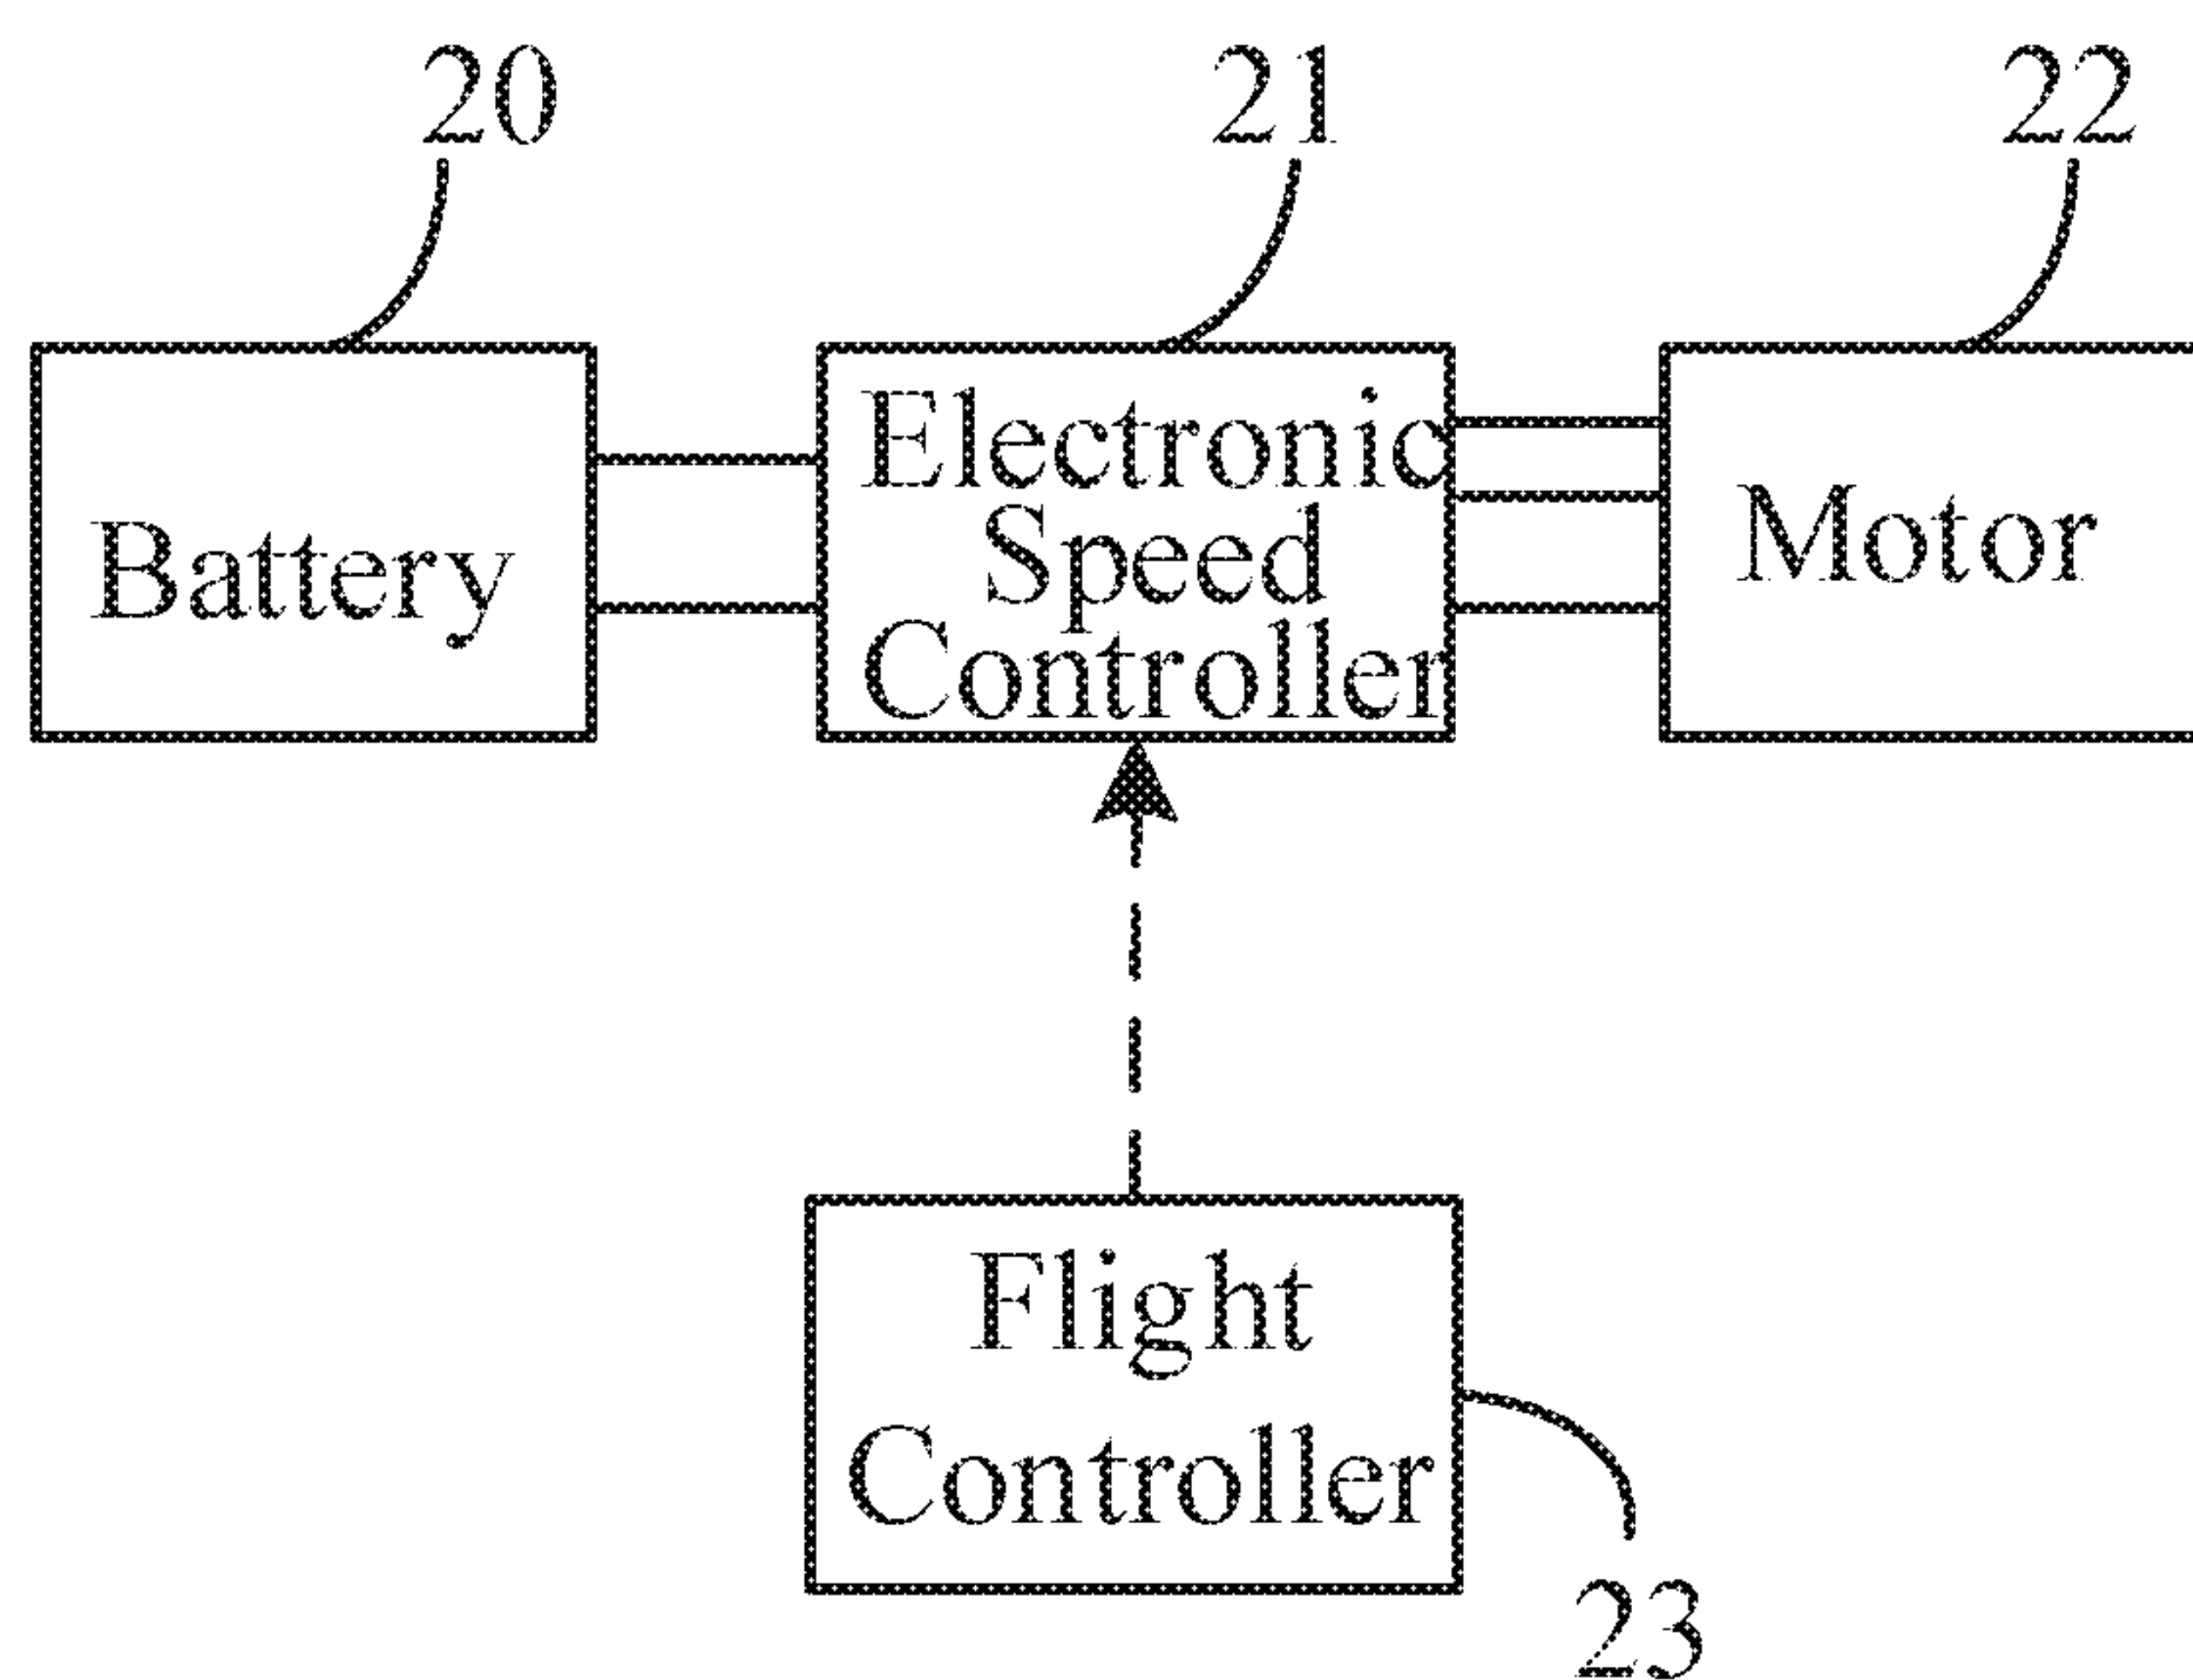 20
21
22
Battery
Electronic
Speed
Controller
Motor
Flight
Controller
23